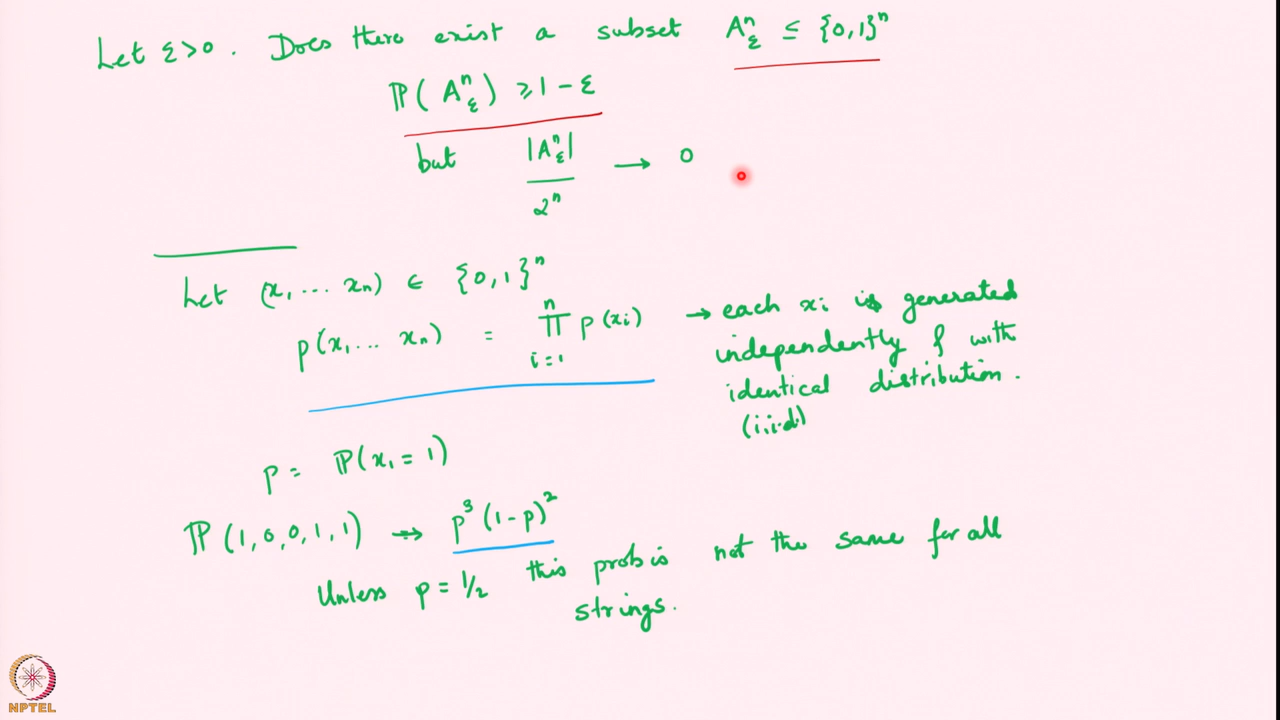 Let ε>0. Does there exist a subset A^n_ε ≤ {0,1}^n
ℙ(A^n_ε) ≥ 1-ε
but |A^n_ε| / 2^n → 0
Let (x₁ ... xₙ) ∈ {0,1}^n
p(x₁ ... xₙ) = ∏_{i=1}^{n} p(xᵢ) → each xᵢ is generated
independently & with
identical distribution.
(i.i.d)
p = ℙ(x₁ = 1)
ℙ(1,0,0,1,1) → p³(1-p)²
Unless p = 1/2 this prob is not the same for all
strings.
NPTEL